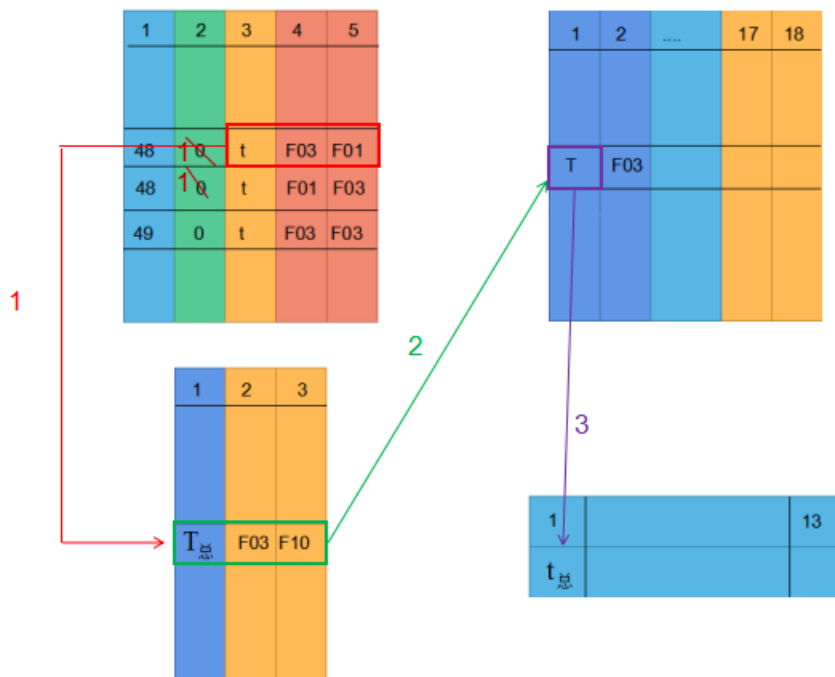 1 2 3 4 5
48 1 0 t F03 F01
48 1 0 t F01 F03
49 0 t F03 F03
1
1 2 3
T总 F03 F10
2
1 2 .... 17 18
T F03
3
1 13
t总